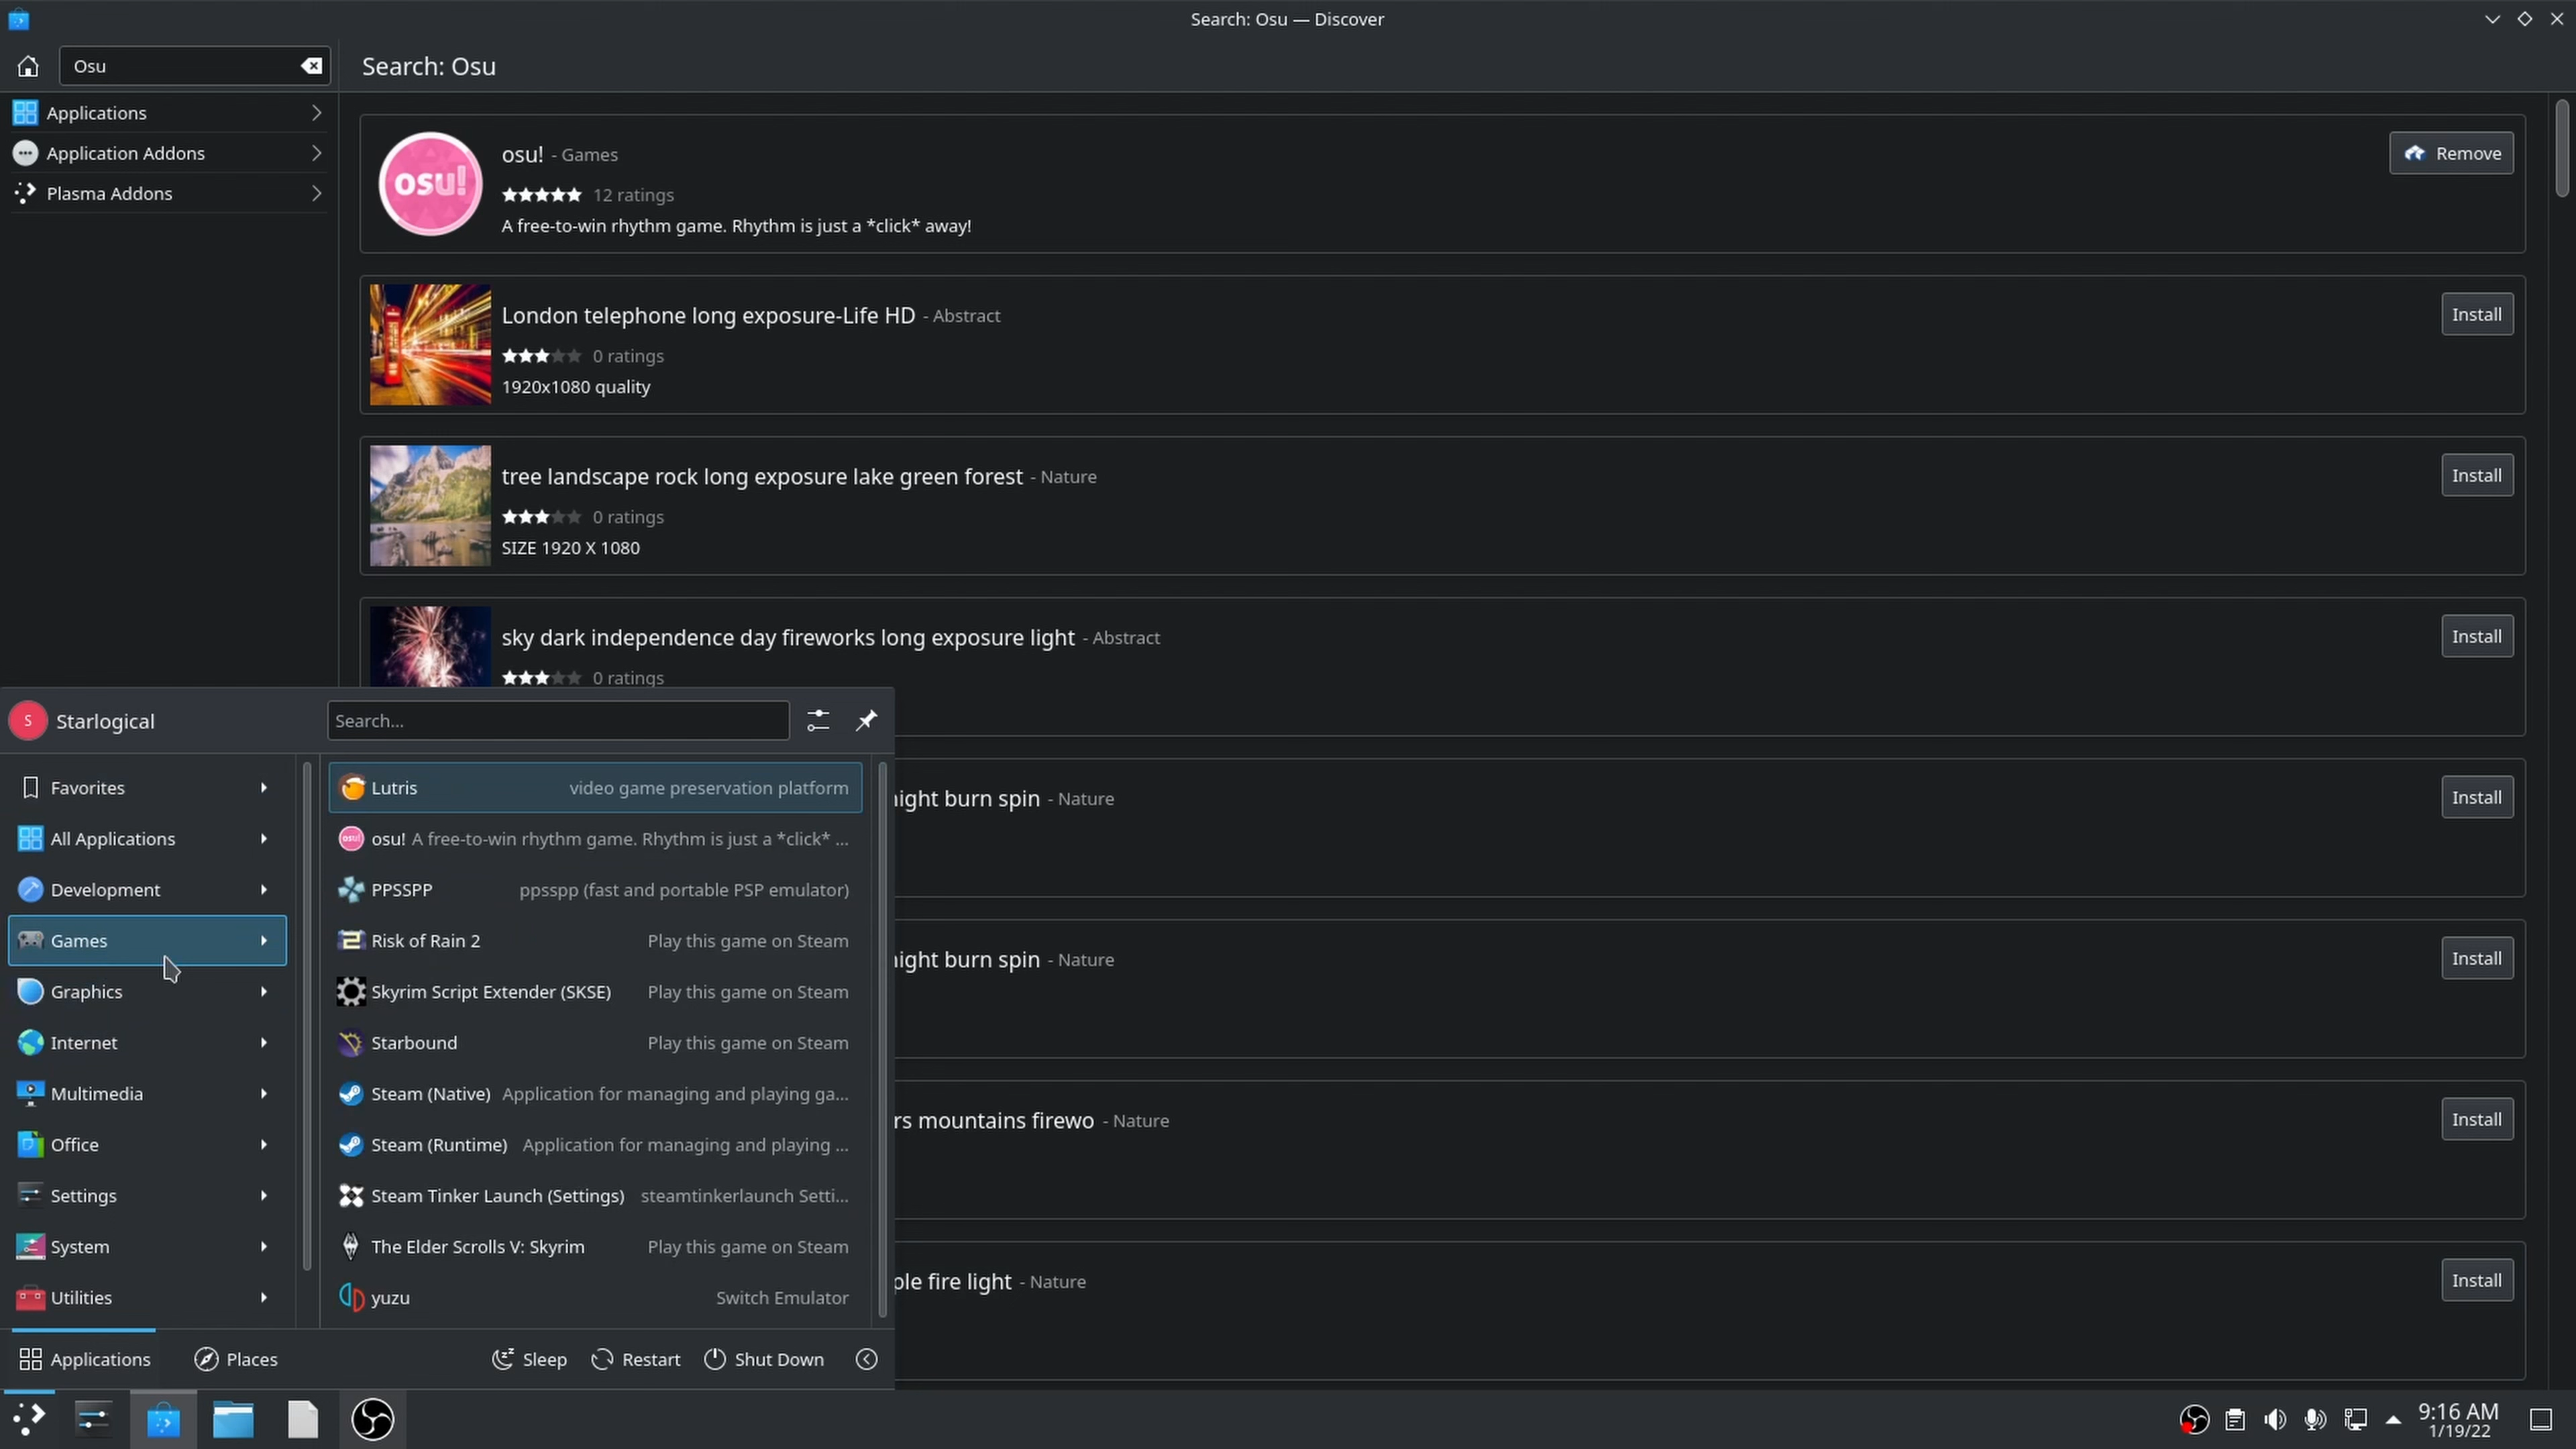 Search: Osu — Discover
Osu
Search: Osu
Applications
Application Addons
Plasma Addons
osu!
osu! - Games
Remove
12 ratings
A free-to-win rhythm game. Rhythm is just a *click* away!
London telephone long exposure-Life HD - Abstract
Install
0 ratings
1920x1080 quality
tree landscape rock long exposure lake green forest - Nature
Install
0 ratings
SIZE 1920 X 1080
sky dark independence day fireworks long exposure light - Abstract
Install
0 ratings
burn spin - Nature
Install
burn spin - Nature
Install
mountains firewo - Nature
Install
fire light - Nature
Install
S
Starlogical
Search...
Favorites
All Applications
Development
Games
Graphics
Internet
Multimedia
Office
Settings
System
Utilities
Lutris video game preservation platform
osu! osu! A free-to-win rhythm game. Rhythm is just a *click* ...
PPSSPP ppsspp (fast and portable PSP emulator)
Risk of Rain 2 Play this game on Steam
Skyrim Script Extender (SKSE) Play this game on Steam
Starbound Play this game on Steam
Steam (Native) Application for managing and playing ga...
Steam (Runtime) Application for managing and playing ...
Steam Tinker Launch (Settings) steamtinkerlaunch Setti...
The Elder Scrolls V: Skyrim Play this game on Steam
yuzu Switch Emulator
Applications
Places
Sleep
Restart
Shut Down
9:16 AM
1/19/22